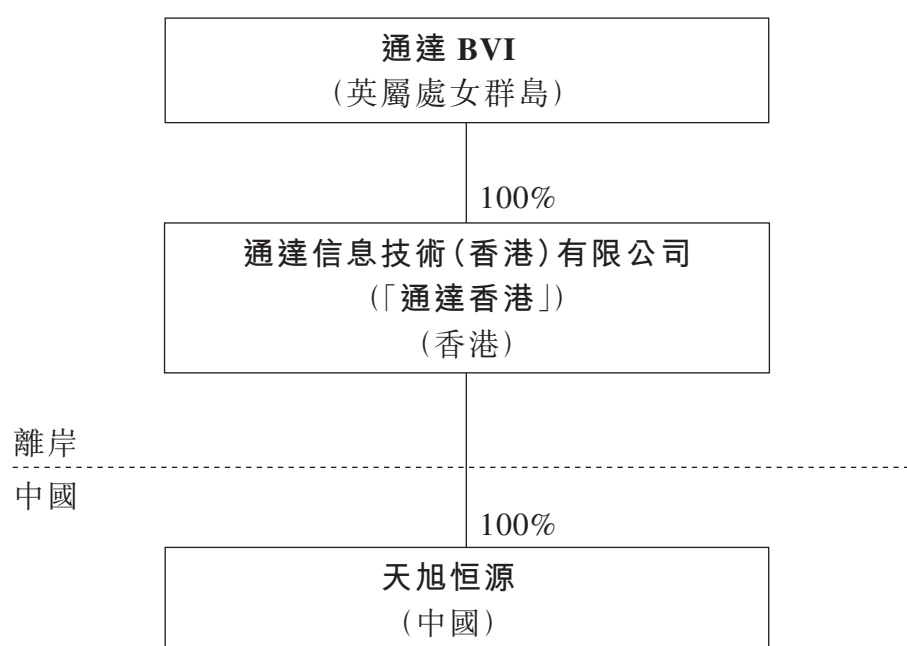 通達 BVI
(英屬處女群島)
100%
通達信息技術(香港)有限公司
(「通達香港」)
(香港)
離岸
中國
100%
天旭恒源
(中國)